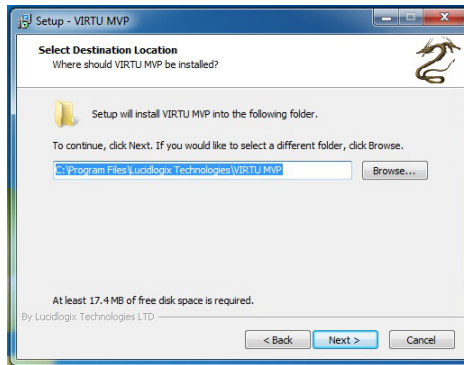 Setup - VIRTU MVP
Select Destination Location
Where should VIRTU MVP be installed?
Setup will install VIRTU MVP into the following folder.
To continue, click Next. If you would like to select a different folder, click Browse.
C:\Program Files\Lucidlogix Technologies\VIRTU MVP
Browse...
At least 17.4 MB of free disk space is required.
By Lucidlogix Technologies LTD
< Back
Next >
Cancel